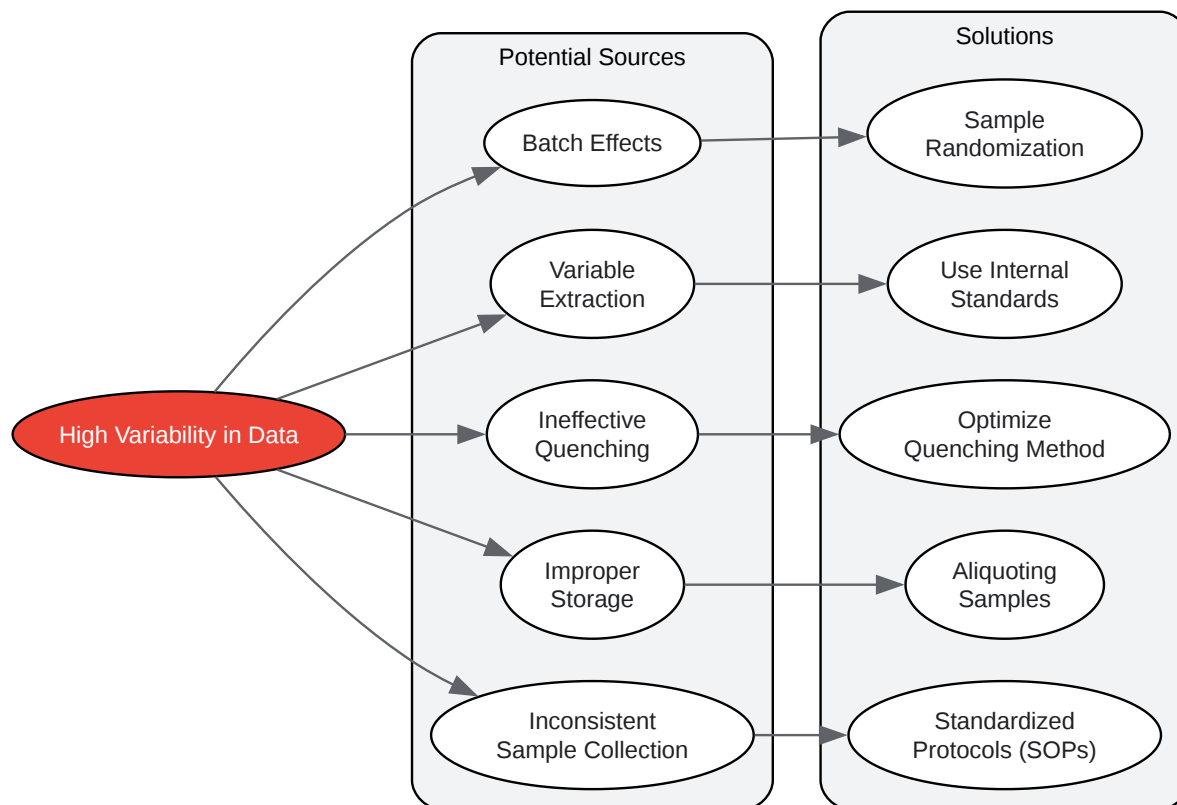 High Variability in Data
Potential Sources
Batch Effects
Variable
Extraction
Ineffective
Quenching
Improper
Storage
Inconsistent
Sample Collection
Solutions
Sample
Randomization
Use Internal
Standards
Optimize
Quenching Method
Aliquoting
Samples
Standardized
Protocols (SOPs)